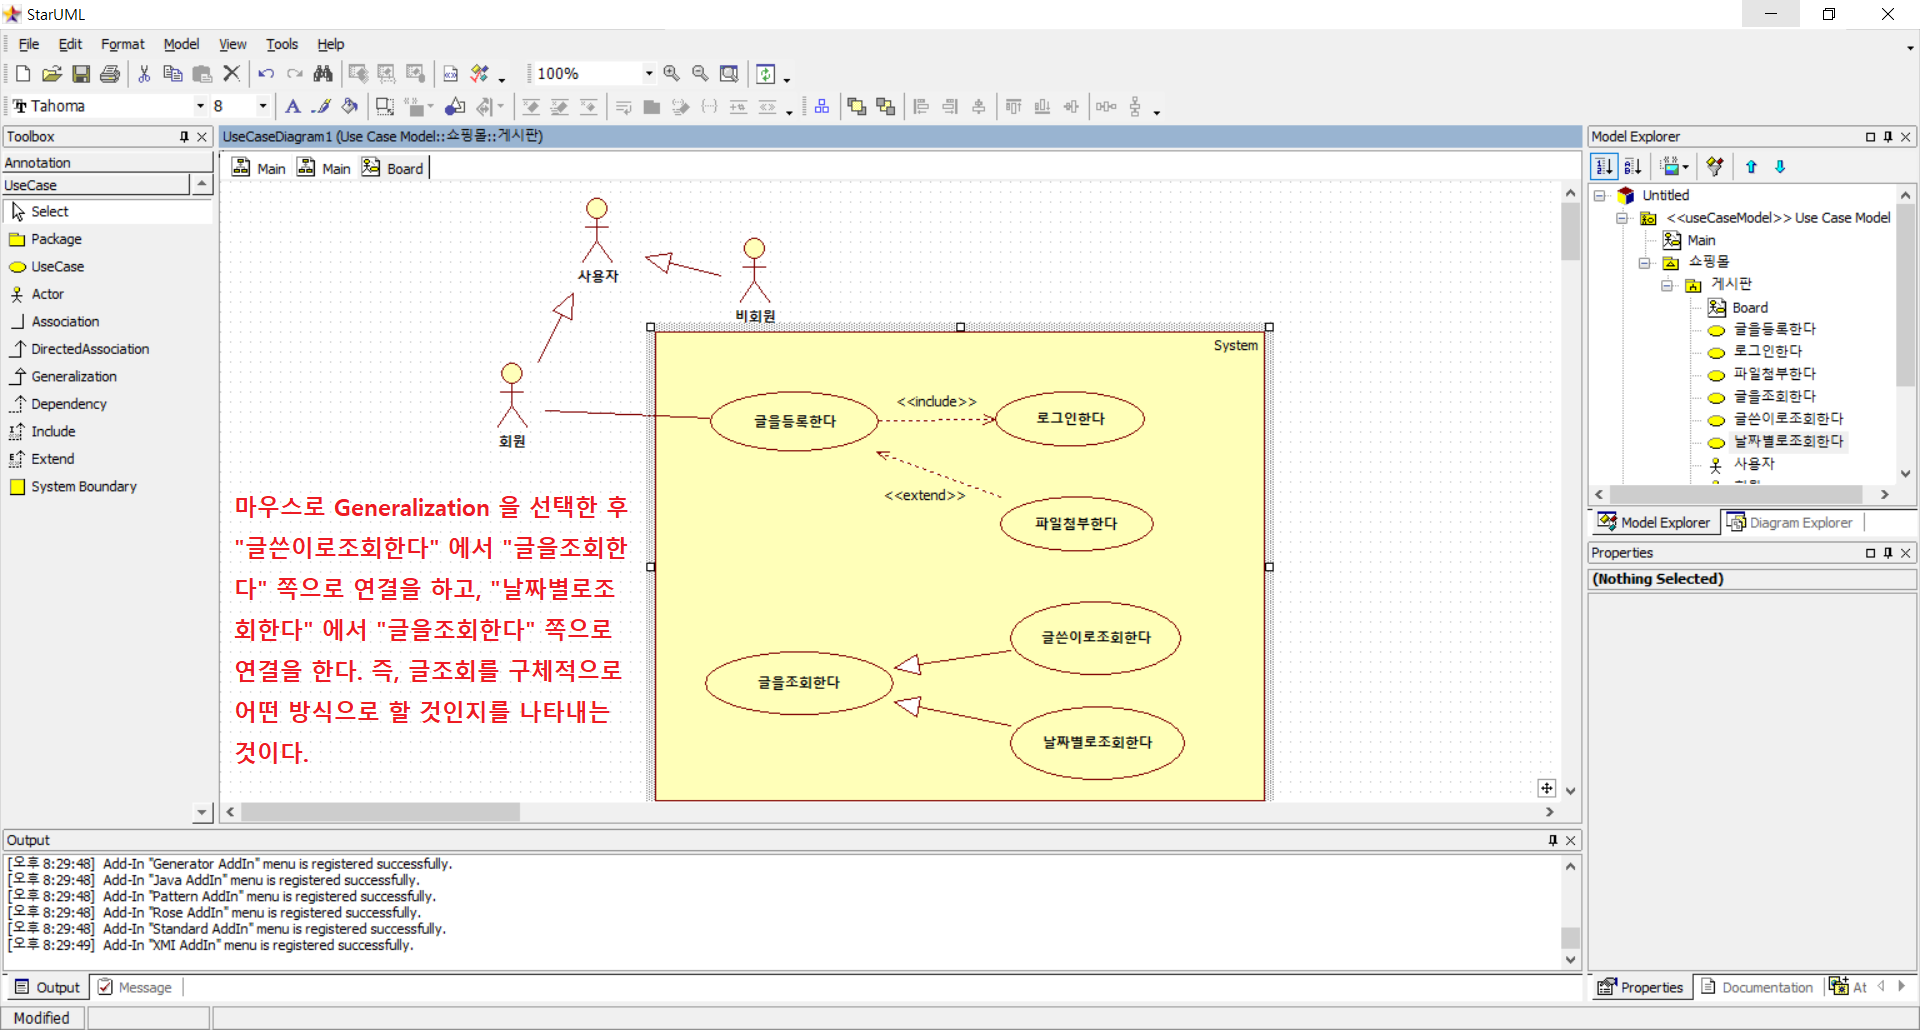 StarUML
File Edit Format Model View Tools Help
100%
Tahoma 8
Toolbox
UseCaseDiagram1 (Use Case Model::쇼핑몰::게시판)
Model Explorer
Annotation
UseCase
Main Main Board
Select
Package
UseCase
Actor
Association
DirectedAssociation
Generalization
Dependency
Include
Extend
System Boundary
사용자
비회원
회원
System
글을등록한다
<<include>>
로그인한다
<<extend>>
파일첨부한다
글쓴이로조회한다
글을조회한다
날짜별로조회한다
마우스로 Generalization 을 선택한 후
"글쓴이로조회한다" 에서 "글을조회한
다" 쪽으로 연결을 하고, "날짜별로조
회한다" 에서 "글을조회한다" 쪽으로
연결을 한다. 즉, 글조회를 구체적으로
어떤 방식으로 할 것인지를 나타내는
것이다.
Untitled
<<useCaseModel>> Use Case Model
Main
쇼핑몰
게시판
Board
글을등록한다
로그인한다
파일첨부한다
글을조회한다
글쓴이로조회한다
날짜별로조회한다
사용자
Model Explorer Diagram Explorer
Properties
(Nothing Selected)
Output
[오후 8:29:48] Add-In "Generator AddIn" menu is registered successfully.
[오후 8:29:48] Add-In "Java AddIn" menu is registered successfully.
[오후 8:29:48] Add-In "Pattern AddIn" menu is registered successfully.
[오후 8:29:48] Add-In "Rose AddIn" menu is registered successfully.
[오후 8:29:48] Add-In "Standard AddIn" menu is registered successfully.
[오후 8:29:49] Add-In "XMI AddIn" menu is registered successfully.
Output Message
Properties Documentation At
Modified